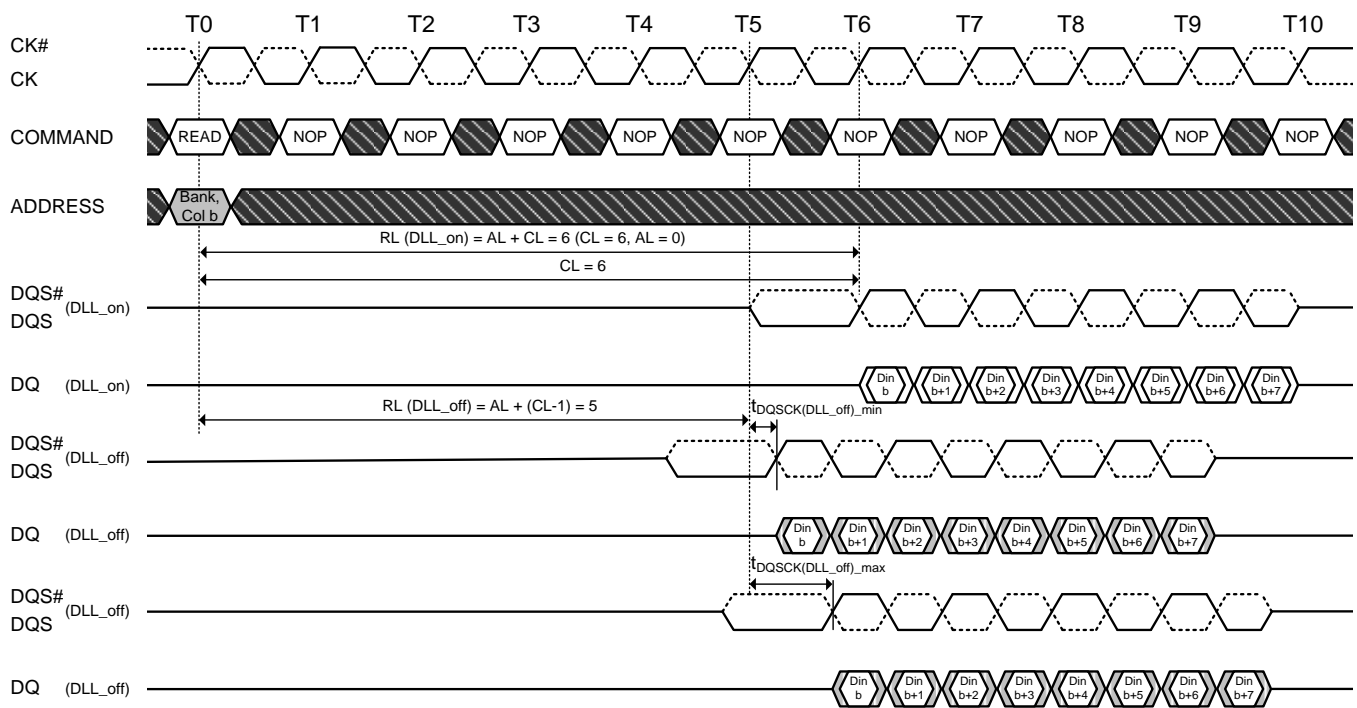 T0 T1 T2 T3 T4 T5 T6 T7 T8 T9 T10
CK#
CK
COMMAND READ NOP NOP NOP NOP NOP NOP NOP NOP NOP NOP
ADDRESS Bank,
Col b
RL (DLL_on) = AL + CL = 6 (CL = 6, AL = 0)
CL = 6
DQS# (DLL_on)
DQS
DQ (DLL_on) Din b Din b+1 Din b+2 Din b+3 Din b+4 Din b+5 Din b+6 Din b+7
RL (DLL_off) = AL + (CL-1) = 5 tDQSCK(DLL_off)_min
DQS# (DLL_off)
DQS
DQ (DLL_off) Din b Din b+1 Din b+2 Din b+3 Din b+4 Din b+5 Din b+6 Din b+7
tDQSCK(DLL_off)_max
DQS# (DLL_off)
DQS
DQ (DLL_off) Din b Din b+1 Din b+2 Din b+3 Din b+4 Din b+5 Din b+6 Din b+7